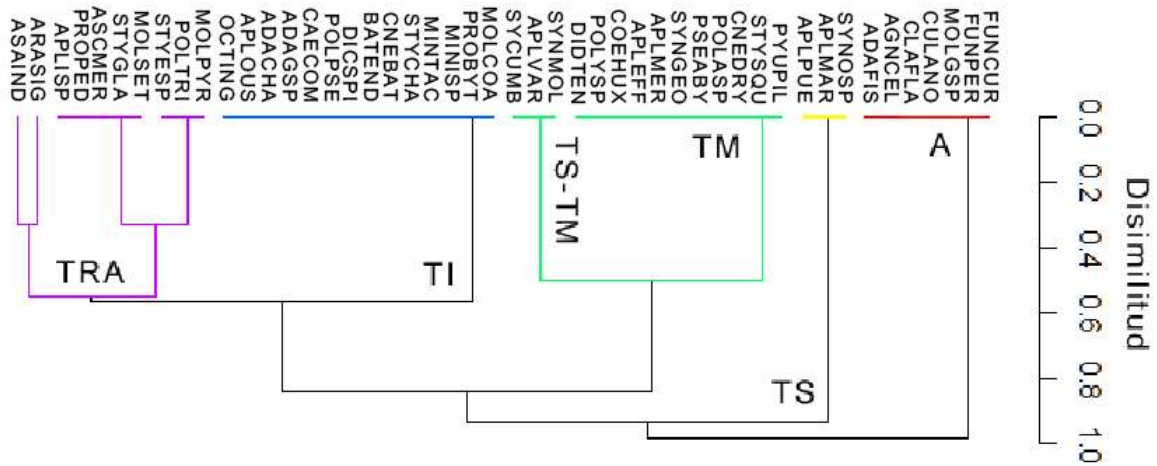 Disimilitud
0.0
0.2
0.4
0.6
0.8
1.0
FUNCUR
FUNPER
MOLGSP
CULANO
CLAFLA
AGNCEL
ADAFIS
SYNOSP
APLMAR
APLPUE
PYUPIL
STYSQU
CNEDRY
POLASP
PSEABY
SYNGEO
APLMER
APLEFF
COEHUX
POLYSP
DIDTEN
SYNMOL
APLVAR
SYCUMB
MOLCOA
PROBYT
MINISP
MINTAC
STYCHA
CNEBAT
BATEND
DICSPI
POLPSE
CAECOM
ADAGSP
ADACHA
APLOUS
OCTING
MOLPYR
POLTRI
STYESP
MOLSET
STYGLA
ASCMER
PROPED
APLISP
ARASIG
ASAIND
A
TM
TS-TM
TS
TI
TRA